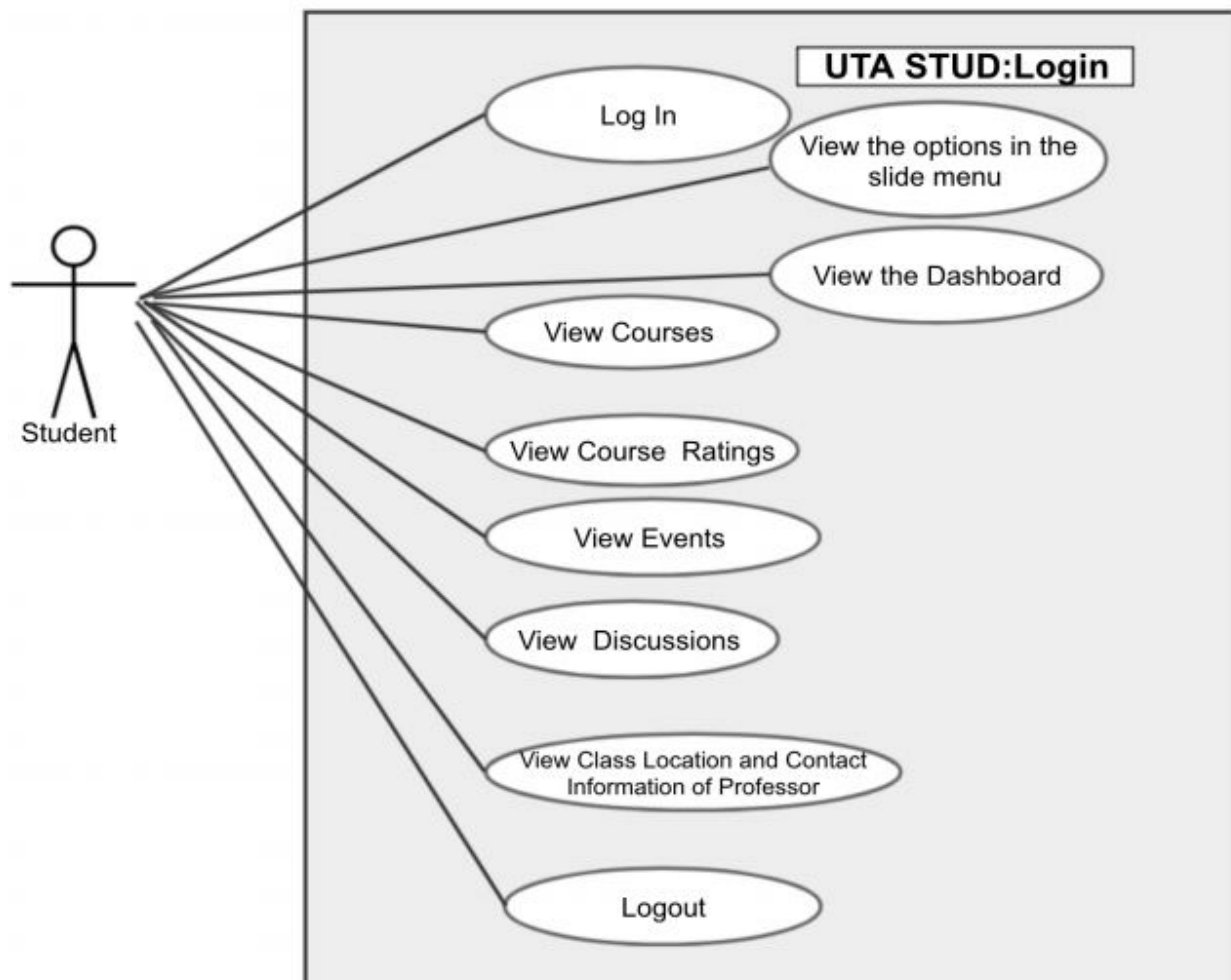 UTA STUD:Login
Log In
View the options in the
slide menu
View the Dashboard
View Courses
Student
View Course Ratings
View Events
View Discussions
View Class Location and Contact
Information of Professor
Logout